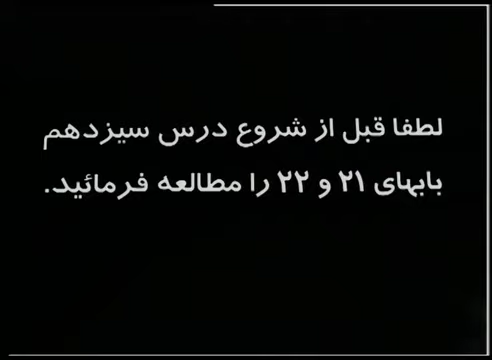 لطفا قبل از شروع درس سیزدهم
بابهای ۲۱ و ۲۲ را مطالعه فرمائید.